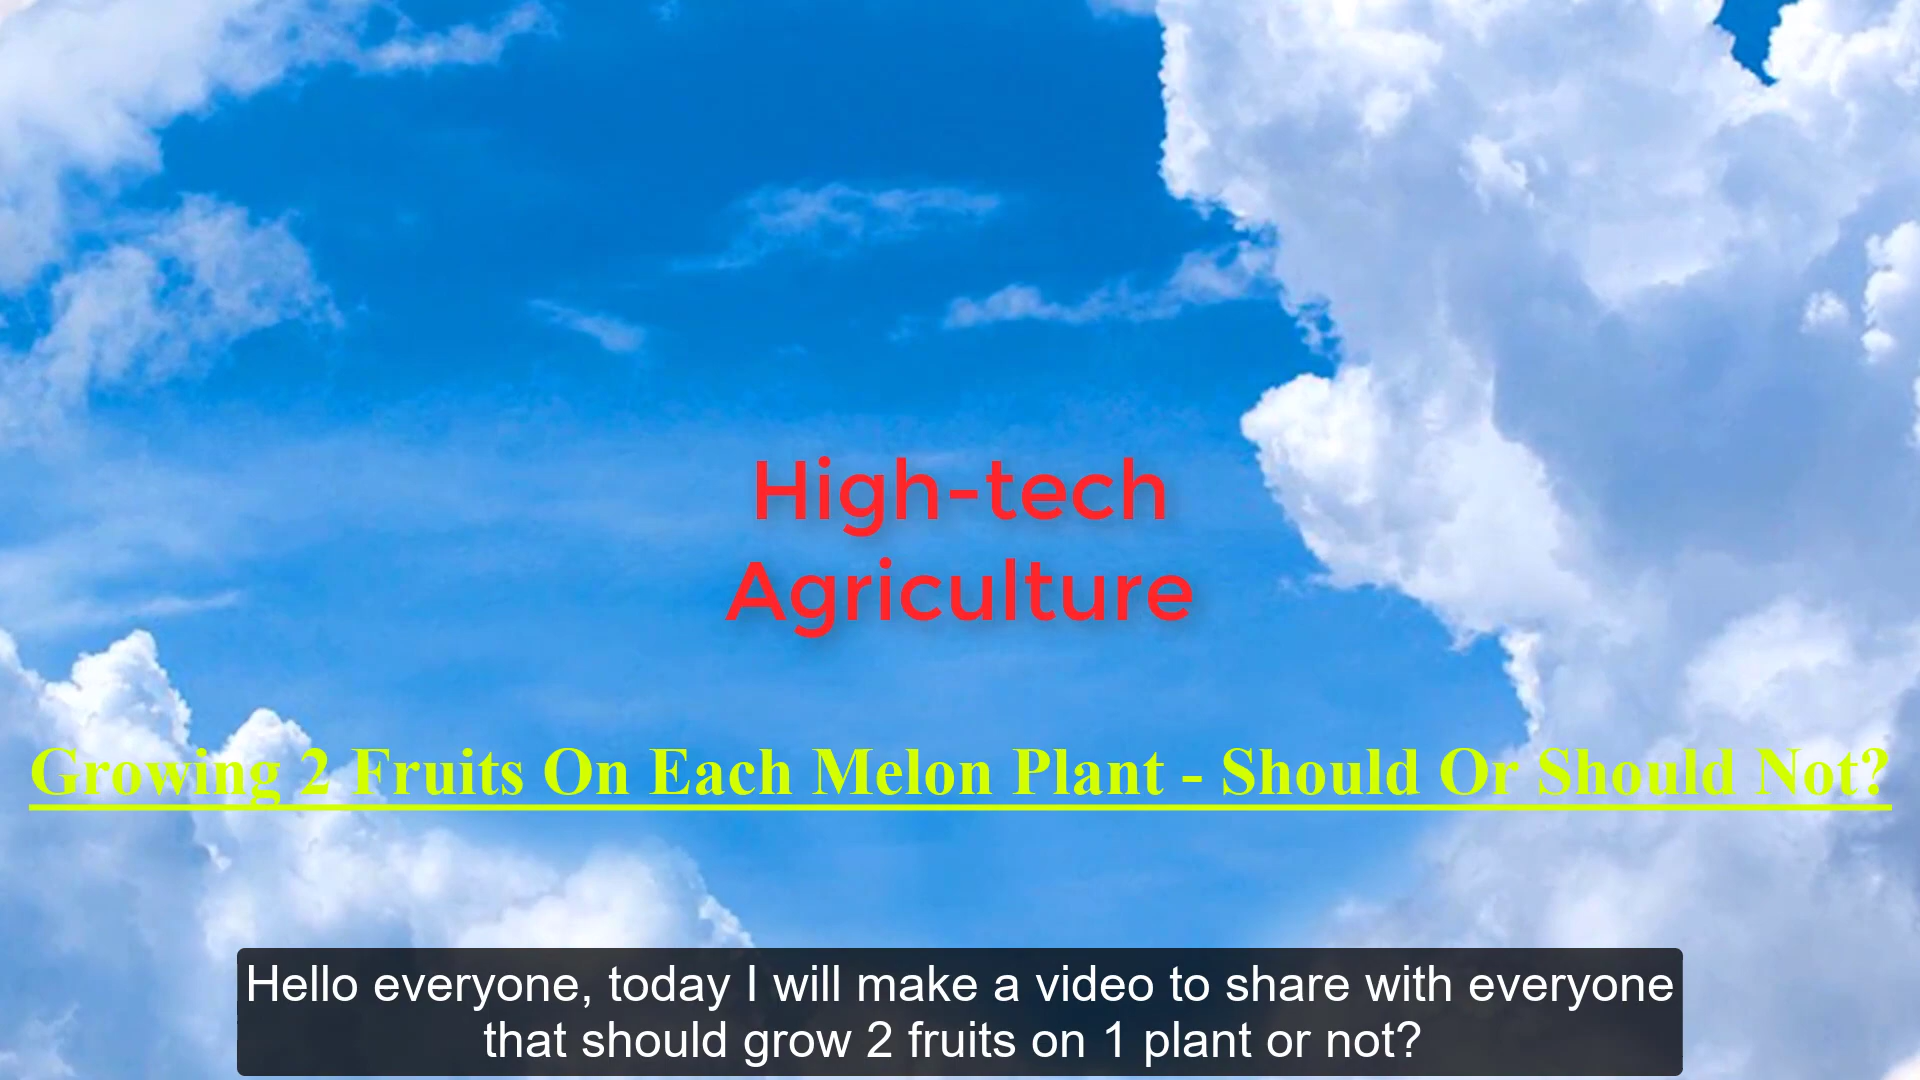 High-tech
Agriculture
Growing 2 Fruits On Each Melon Plant - Should Or Should Not?
Hello everyone, today I will make a video to share with everyone
that should grow 2 fruits on 1 plant or not?